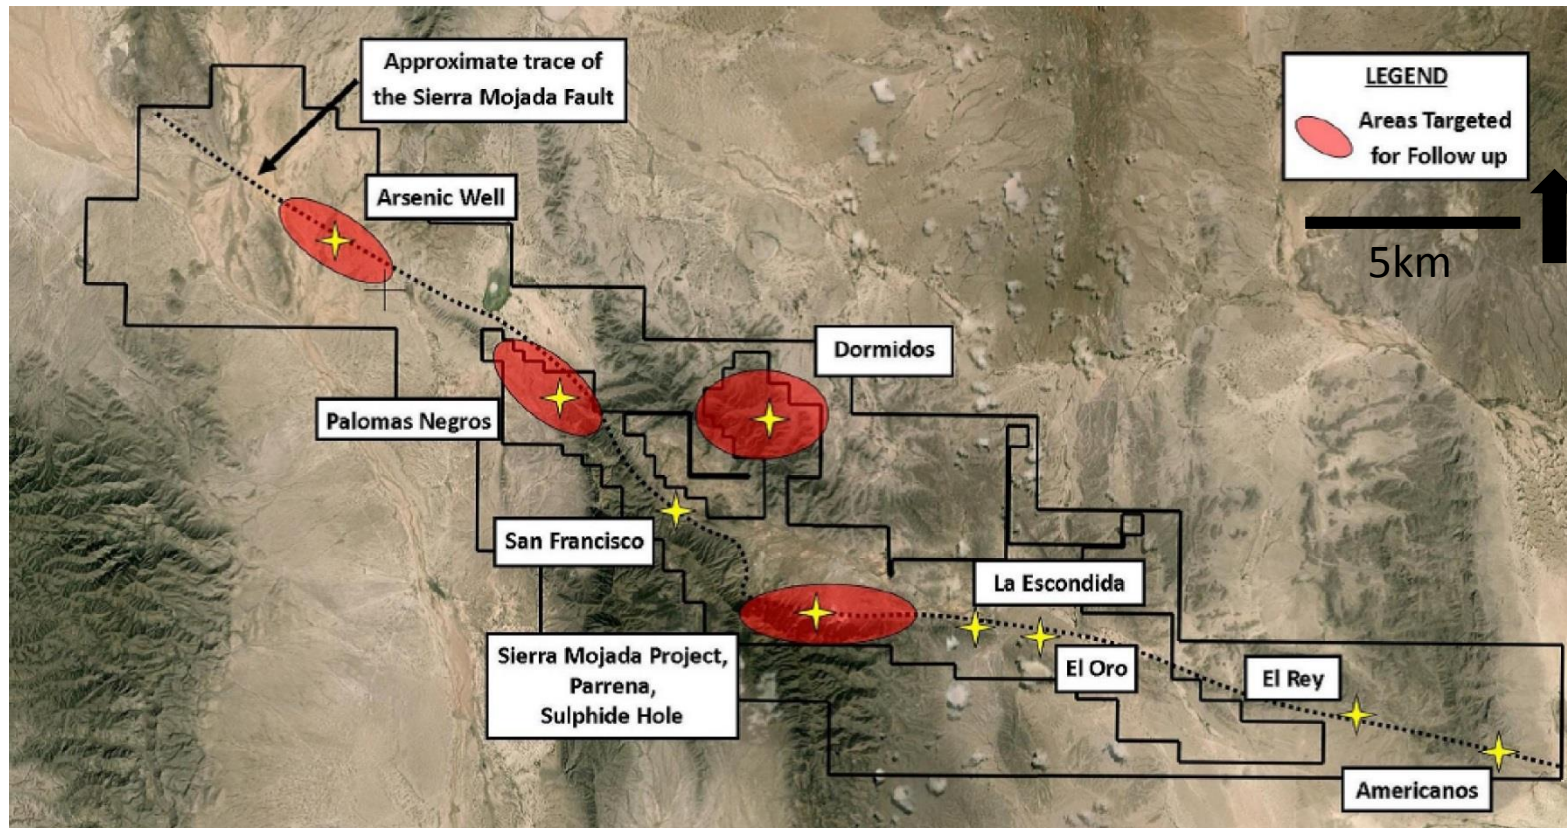 Approximate trace of
the Sierra Mojada Fault
LEGEND
Areas Targeted
for Follow up
Arsenic Well
5km
Dormidos
Palomas Negros
San Francisco
La Escondida
Sierra Mojada Project,
Parrena,
Sulphide Hole
El Oro
El Rey
Americanos